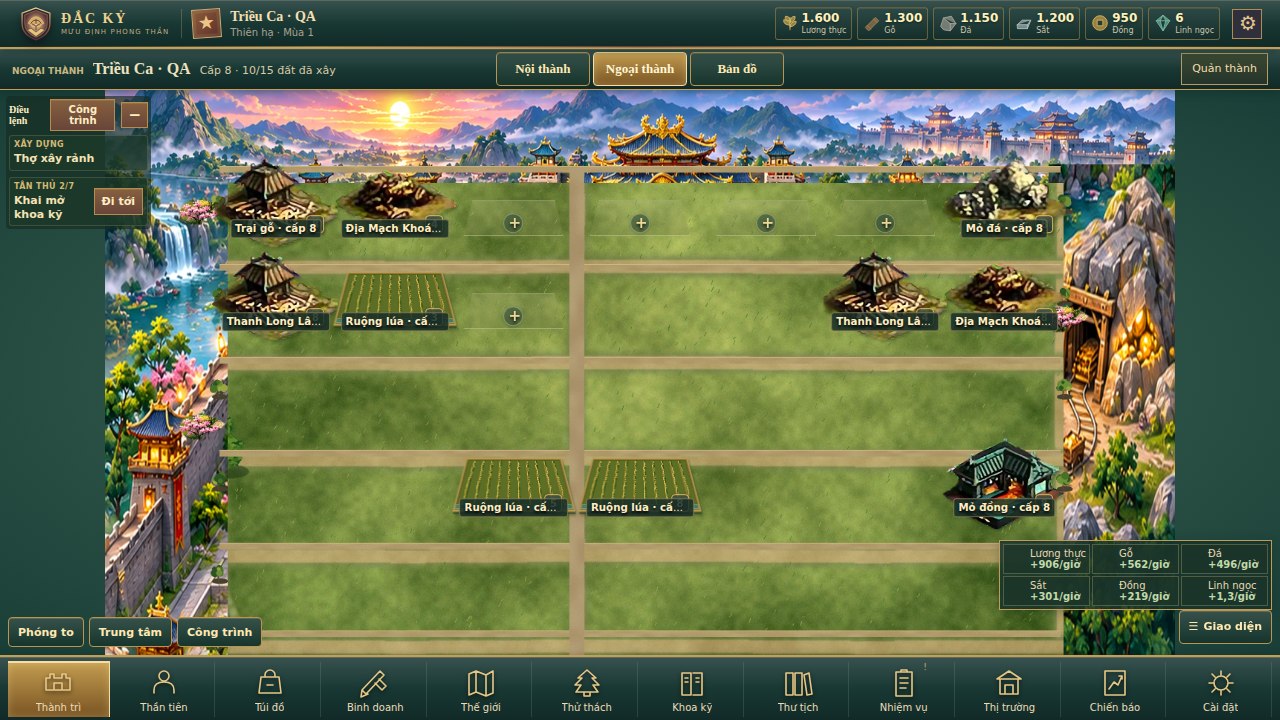 ĐẮC KỶ
MƯU ĐỊNH PHONG THẦN
Triều Ca · QA
Thiên hạ · Mùa 1
1.600
Lương thực
1.300
Gỗ
1.150
Đá
1.200
Sắt
950
Đồng
6
Linh ngọc
NGOẠI THÀNH Triều Ca · QA Cấp 8 · 10/15 đất đã xây
Nội thành
Ngoại thành
Bản đồ
Quản thành
Điều lệnh
Công trình
−
XÂY DỰNG
Thợ xây rảnh
TÂN THỦ 2/7
Khai mở khoa kỹ
Đi tới
Trại gỗ · cấp 8
Địa Mạch Khoá...
+
+
+
+
Mỏ đá · cấp 8
Thanh Long Lâ...
Ruộng lúa · cấ...
+
Thanh Long Lâ...
Địa Mạch Khoá...
Ruộng lúa · cấ...
Ruộng lúa · cấ...
Mỏ đồng · cấp 8
Lương thực
+906/giờ
Gỗ
+562/giờ
Đá
+496/giờ
Sắt
+301/giờ
Đồng
+219/giờ
Linh ngọc
+1,3/giờ
Phóng to
Trung tâm
Công trình
☰ Giao diện
Thành trì
Thần tiên
Túi đồ
Binh doanh
Thế giới
Thử thách
Khoa kỹ
Thư tịch
!
Nhiệm vụ
Thị trường
Chiến báo
Cài đặt